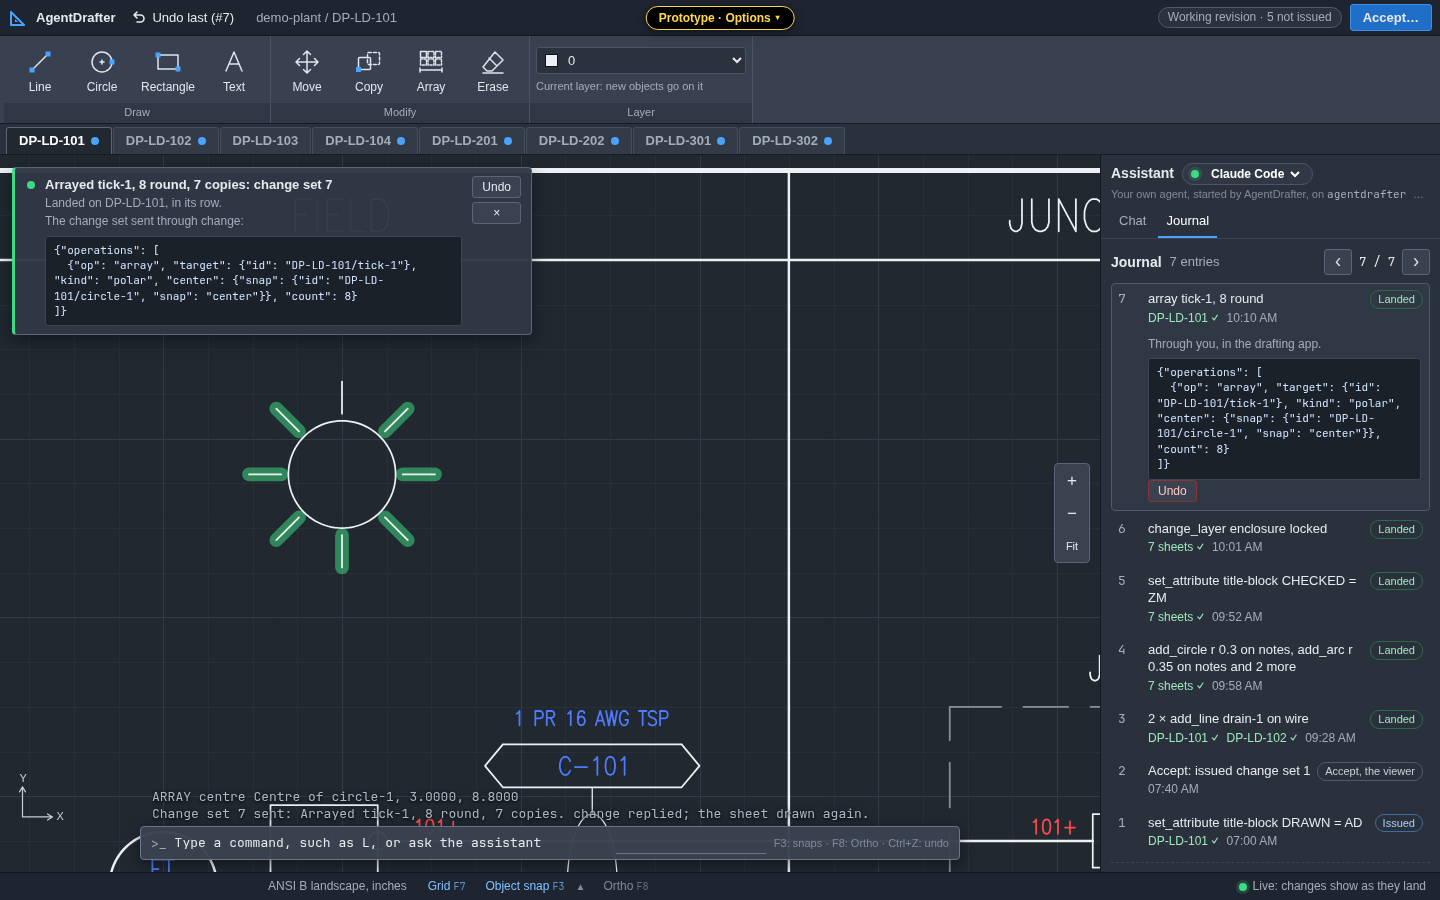 AgentDrafter
Undo last (#7)
demo-plant / DP-LD-101
Prototype · Options ▾
Working revision · 5 not issued
Accept…
Line
Circle
Rectangle
Text
Draw
Move
Copy
Array
Erase
Modify
0
Current layer: new objects go on it
Layer
DP-LD-101
DP-LD-102
DP-LD-103
DP-LD-104
DP-LD-201
DP-LD-202
DP-LD-301
DP-LD-302
Arrayed tick-1, 8 round, 7 copies: change set 7
Landed on DP-LD-101, in its row.
The change set sent through change:
{"operations": [
{"op": "array", "target": {"id": "DP-LD-101/tick-1"},
"kind": "polar", "center": {"snap": {"id": "DP-LD-
101/circle-1", "snap": "center"}}, "count": 8}
]}
Undo
×
FIELD
JUNC
+
−
Fit
J
1 PR 16 AWG TSP
C-101
Y
X
ARRAY centre Centre of circle-1, 3.0000, 8.8000
Change set 7 sent: Arrayed tick-1, 8 round, 7 copies. change replied; the sheet drawn again.
101+
101+
>_ Type a command, such as L, or ask the assistant
F3: snaps · F8: Ortho · Ctrl+Z: undo
Assistant
Claude Code
Your own agent, started by AgentDrafter, on agentdrafter …
Chat
Journal
Journal 7 entries
‹ 7 / 7 ›
7 array tick-1, 8 round Landed
DP-LD-101 ✓ 10:10 AM
Through you, in the drafting app.
{"operations": [
{"op": "array", "target": {"id":
"DP-LD-101/tick-1"}, "kind": "polar",
"center": {"snap": {"id": "DP-LD-
101/circle-1", "snap": "center"}},
"count": 8}
]}
Undo
6 change_layer enclosure locked Landed
7 sheets ✓ 10:01 AM
5 set_attribute title-block CHECKED = Landed
ZM
7 sheets ✓ 09:52 AM
4 add_circle r 0.3 on notes, add_arc r Landed
0.35 on notes and 2 more
7 sheets ✓ 09:58 AM
3 2 × add_line drain-1 on wire Landed
DP-LD-101 ✓ DP-LD-102 ✓ 09:28 AM
2 Accept: issued change set 1 Accept, the viewer
07:40 AM
1 set_attribute title-block DRAWN = AD Issued
DP-LD-101 ✓ 07:00 AM
ANSI B landscape, inches
Grid F7
Object snap F3 ▴
Ortho F8
Live: changes show as they land